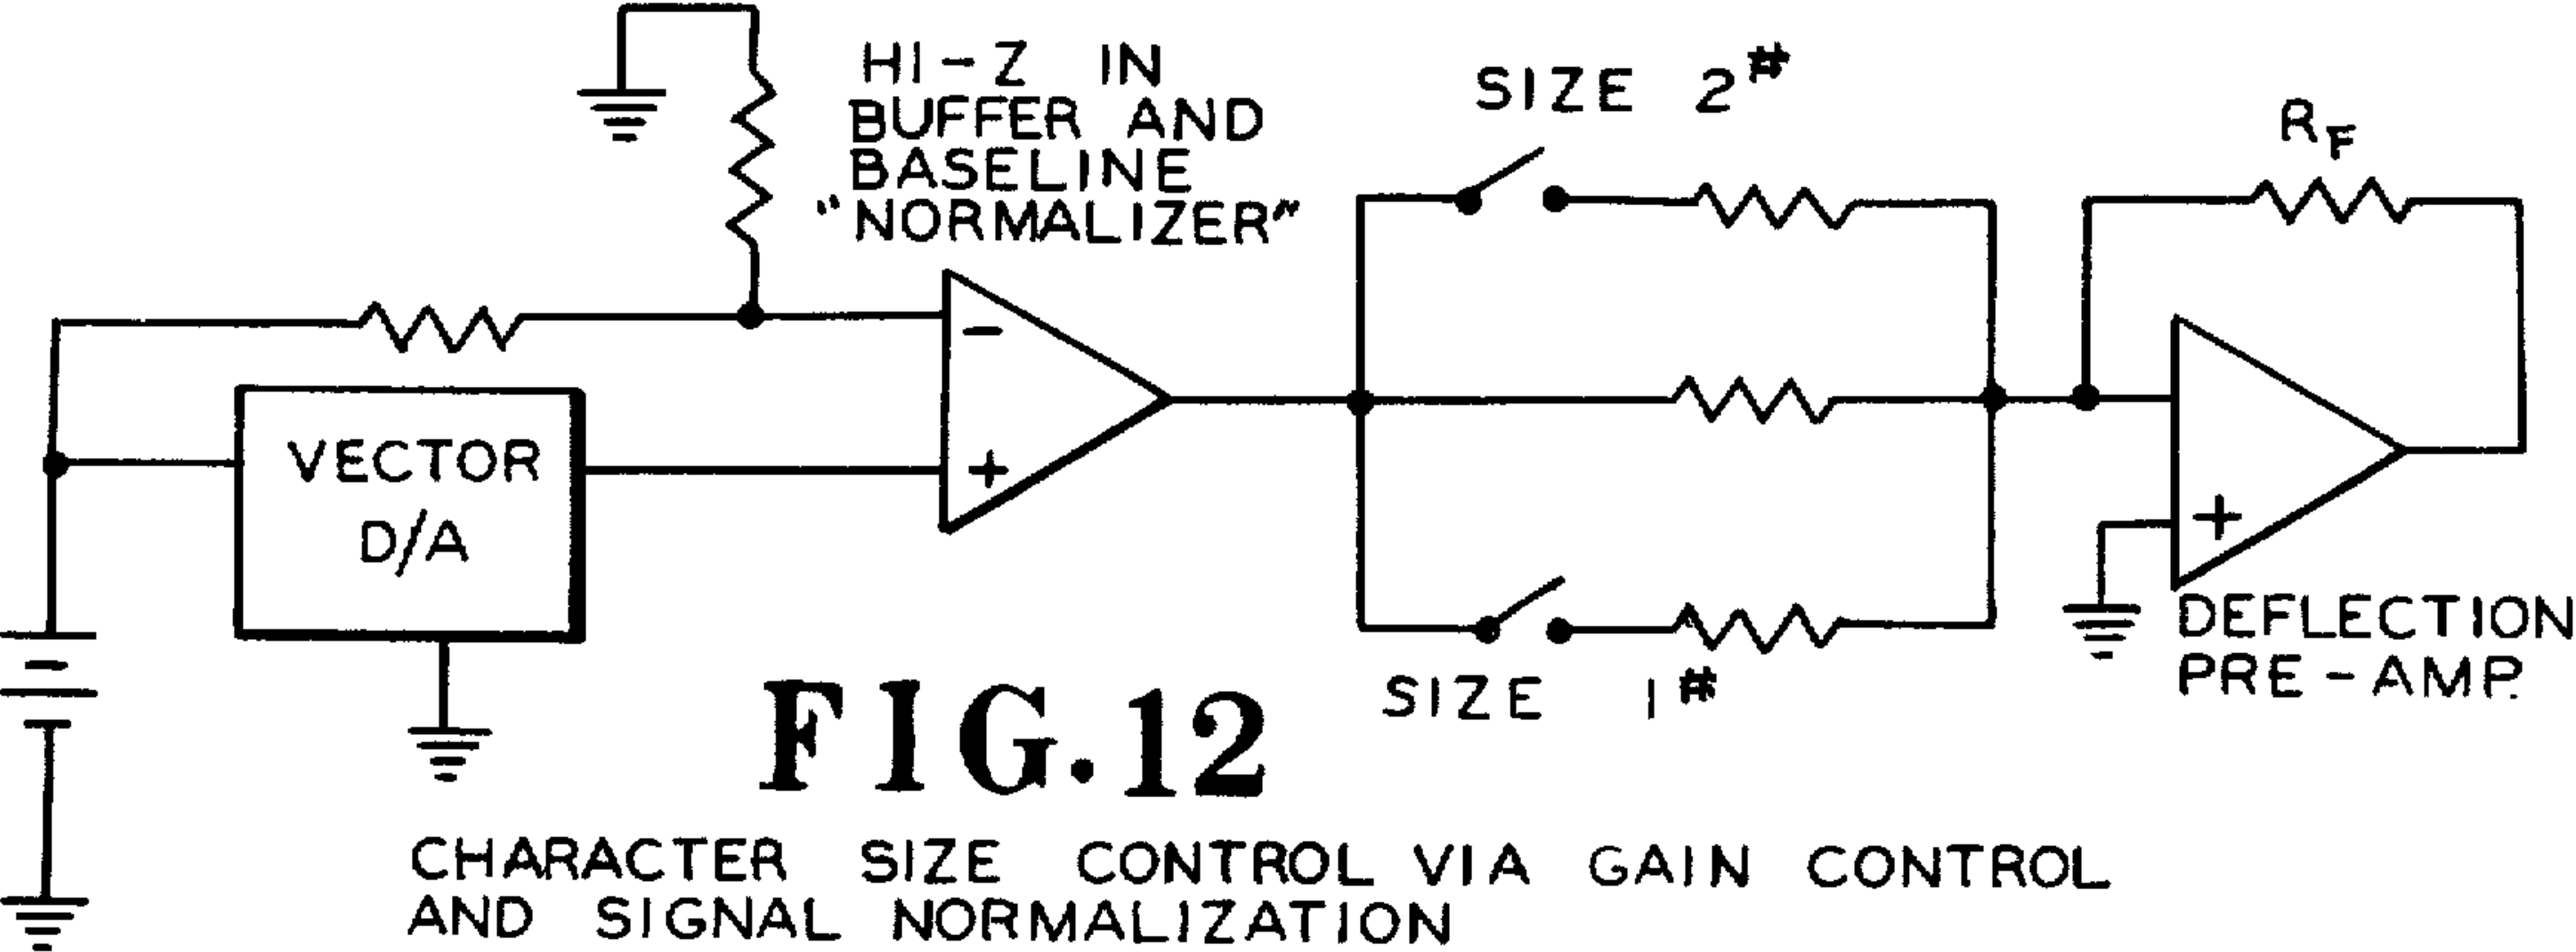 HI-Z IN
BUFFER AND
BASELINE
"NORMALIZER"
SIZE 2#
RF
-
+
VECTOR
D/A
+
DEFLECTION
PRE-AMP.
SIZE 1#
FIG.12
CHARACTER SIZE CONTROL VIA GAIN CONTROL
AND SIGNAL NORMALIZATION